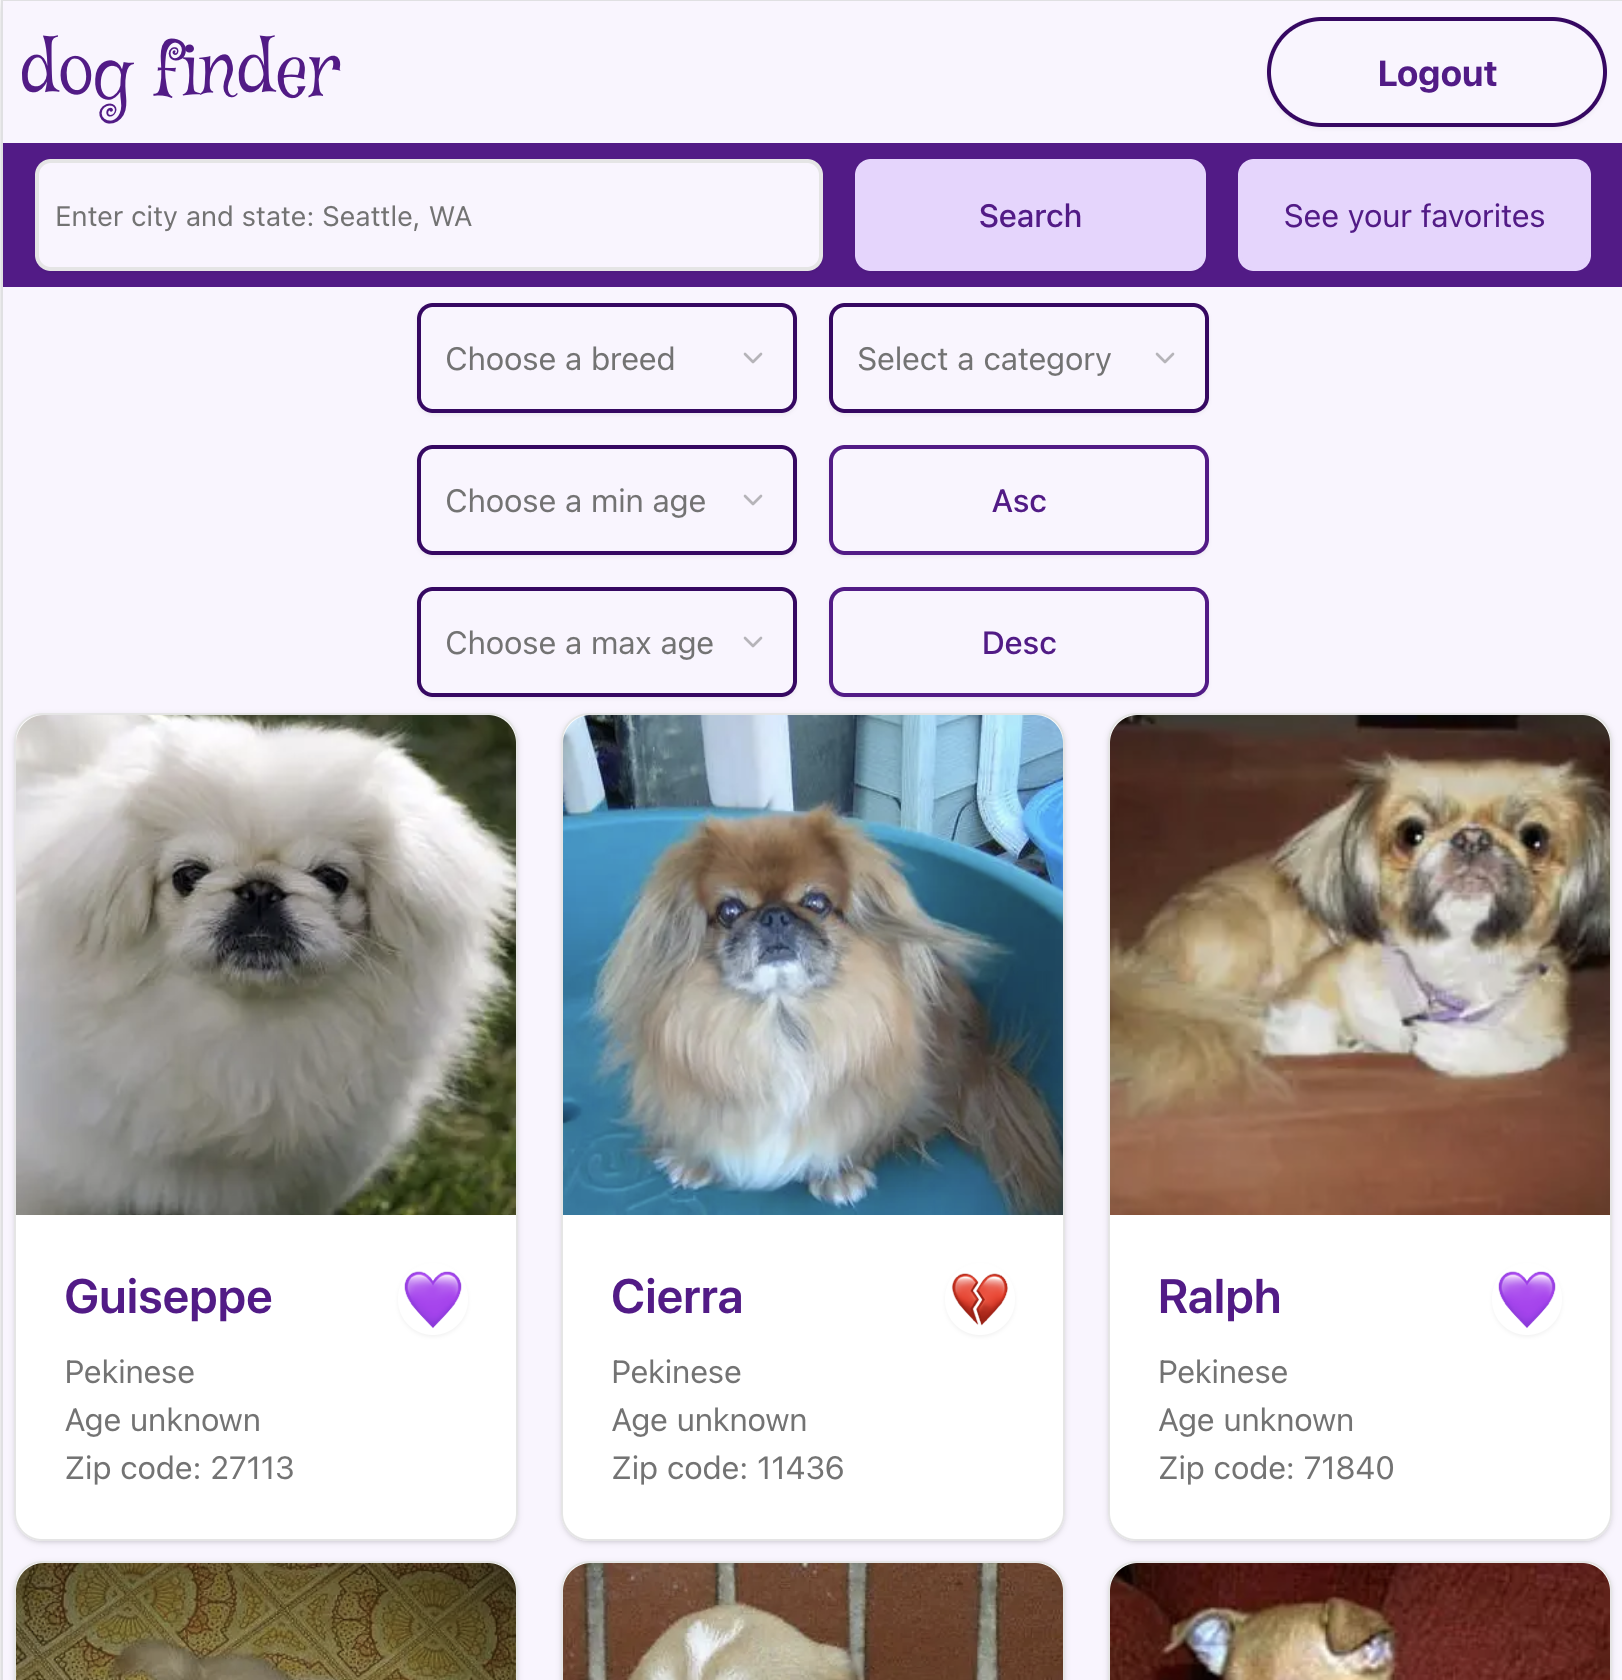 dog finder
Logout
Enter city and state: Seattle, WA
Search
See your favorites
Choose a breed
Select a category
Choose a min age
Asc
Choose a max age
Desc
Guiseppe
Pekinese
Age unknown
Zip code: 27113
Cierra
Pekinese
Age unknown
Zip code: 11436
Ralph
Pekinese
Age unknown
Zip code: 71840